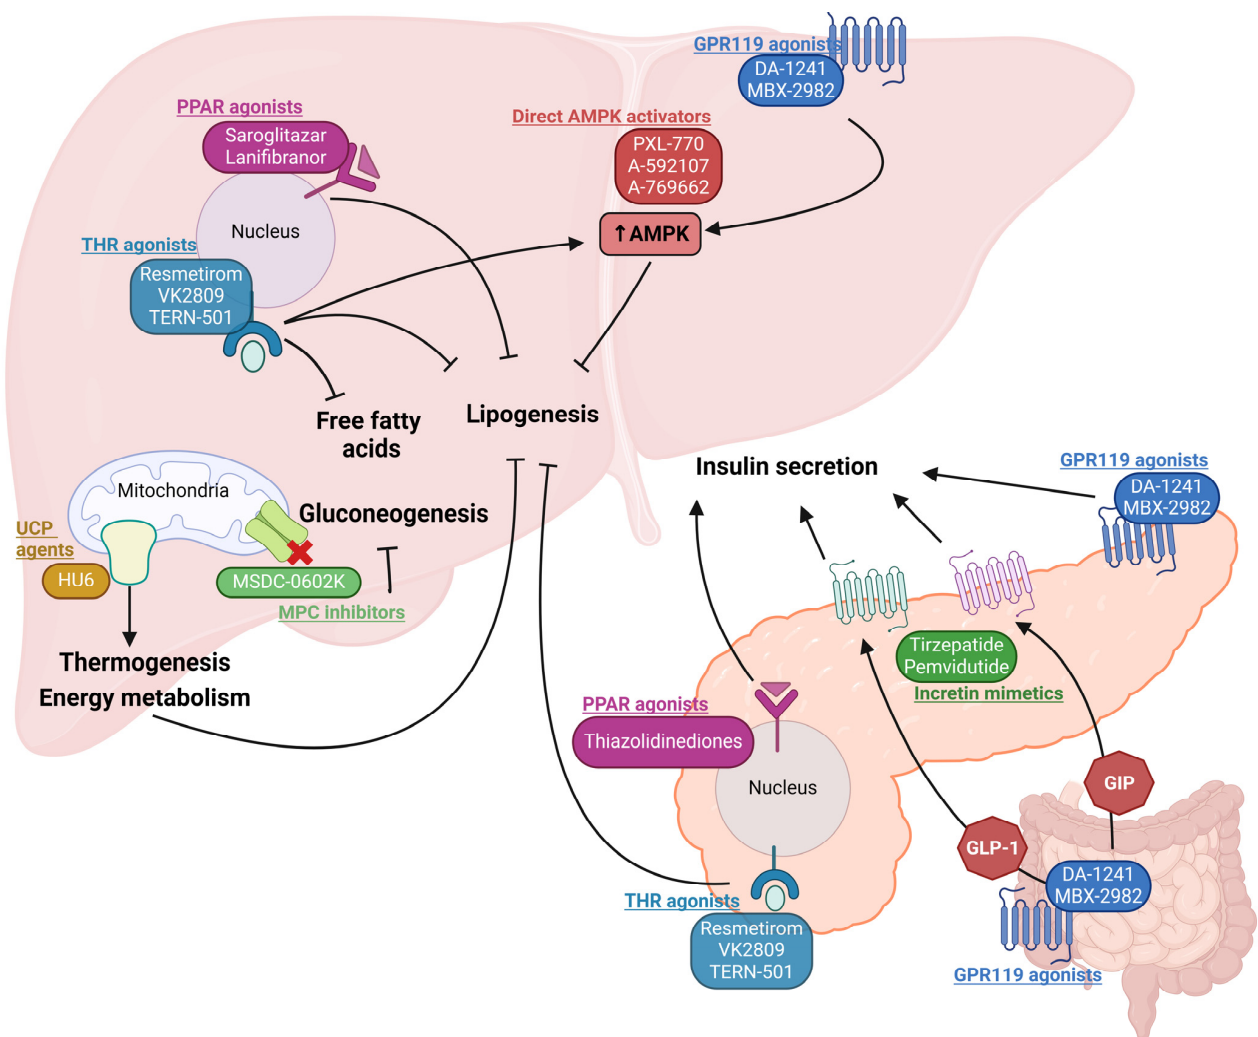 GPR119 agonists
DA-1241
MBX-2982
PPAR agonists
Saroglitazar
Lanifibranor
Direct AMPK activators
PXL-770
A-592107
A-769662
Nucleus
↑AMPK
THR agonists
Resmetirom
VK2809
TERN-501
Free fatty
acids
Lipogenesis
Mitochondria
Gluconeogenesis
UCP
agents
HU6
MSDC-0602K
MPC inhibitors
Thermogenesis
Energy metabolism
Insulin secretion
GPR119 agonists
DA-1241
MBX-2982
Tirzepatide
Pemvidutide
Incretin mimetics
PPAR agonists
Thiazolidinediones
Nucleus
GIP
GLP-1
DA-1241
MBX-2982
GPR119 agonists
THR agonists
Resmetirom
VK2809
TERN-501